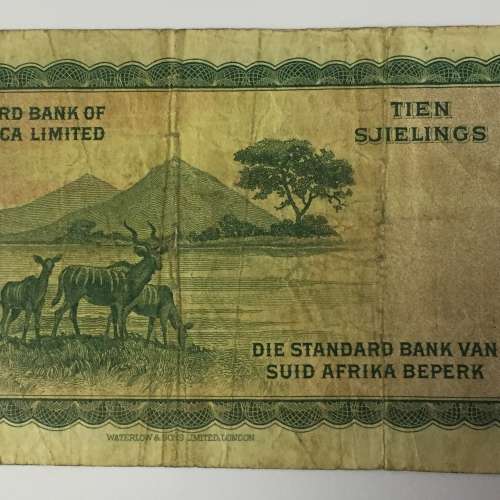 RD BANK OF
CA LIMITED
TIEN
SJIELINGS
DIE STANDARD BANK VAN
SUID AFRIKA BEPERK
WATERLOW & SONS LIMITED, LONDON